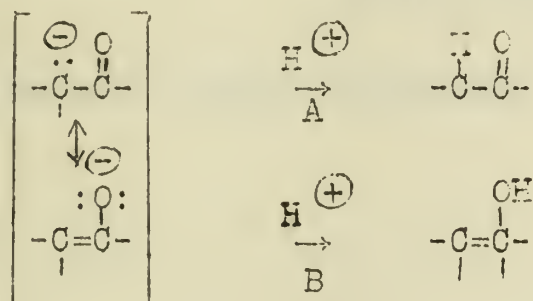 ⊖ O H⊕ H O
-C-C- → -C-C-
A
⊖
:O: H⊕ OH
-C=C- → -C=C-
B